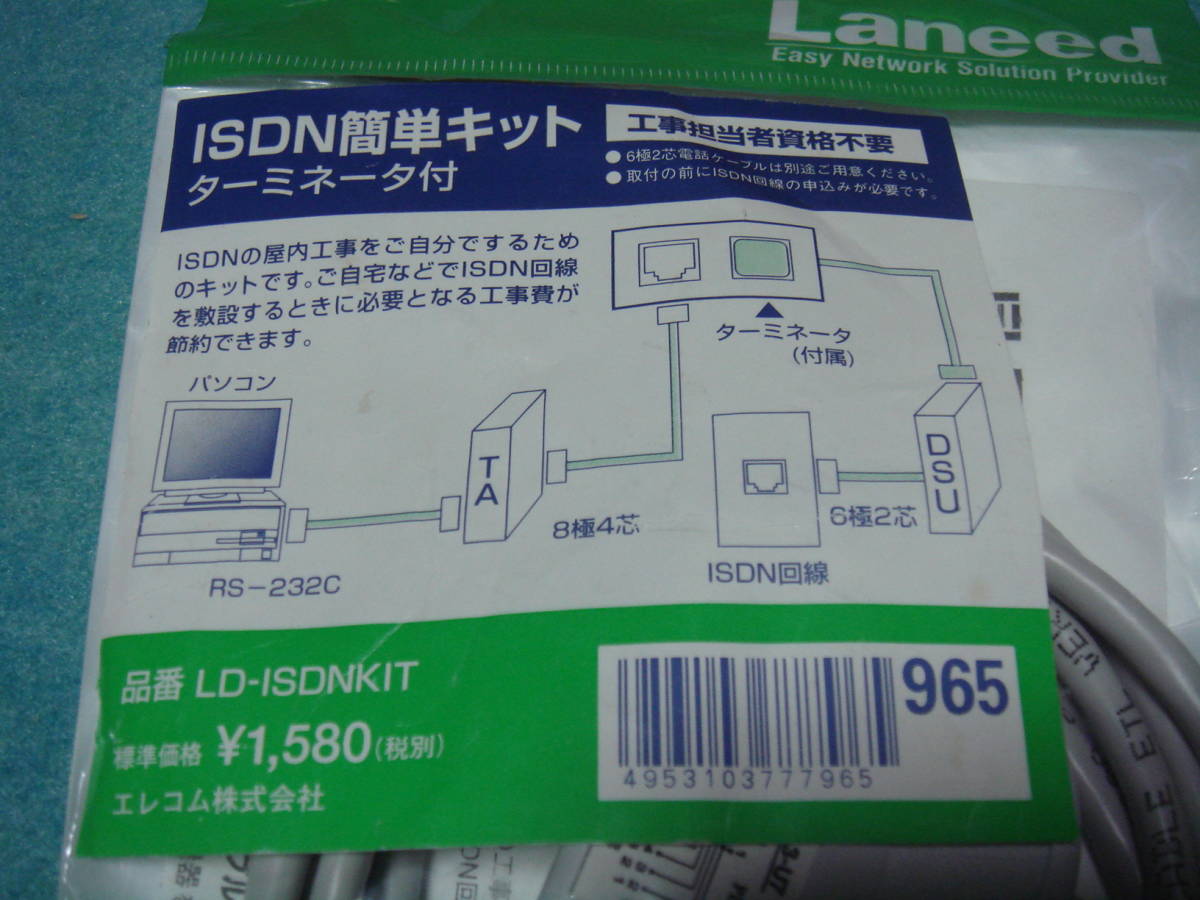 Laneed
Easy Network Solution Provider
ISDN簡単キット
ターミネータ付
工事担当者資格不要
●6極2芯電話ケーブルは別途ご用意ください。
●取付の前にISDN回線の申込みが必要です。
ISDNの屋内工事をご自分でするため
のキットです。ご自宅などでISDN回線
を敷設するときに必要となる工事費が
節約できます。
ターミネータ
(付属)
パソコン
TA
DSU
8極4芯
6極2芯
RS-232C
ISDN回線
品番 LD-ISDNKIT
標準価格 ¥1,580(税別)
エレコム株式会社
965
4953103777965
ETL